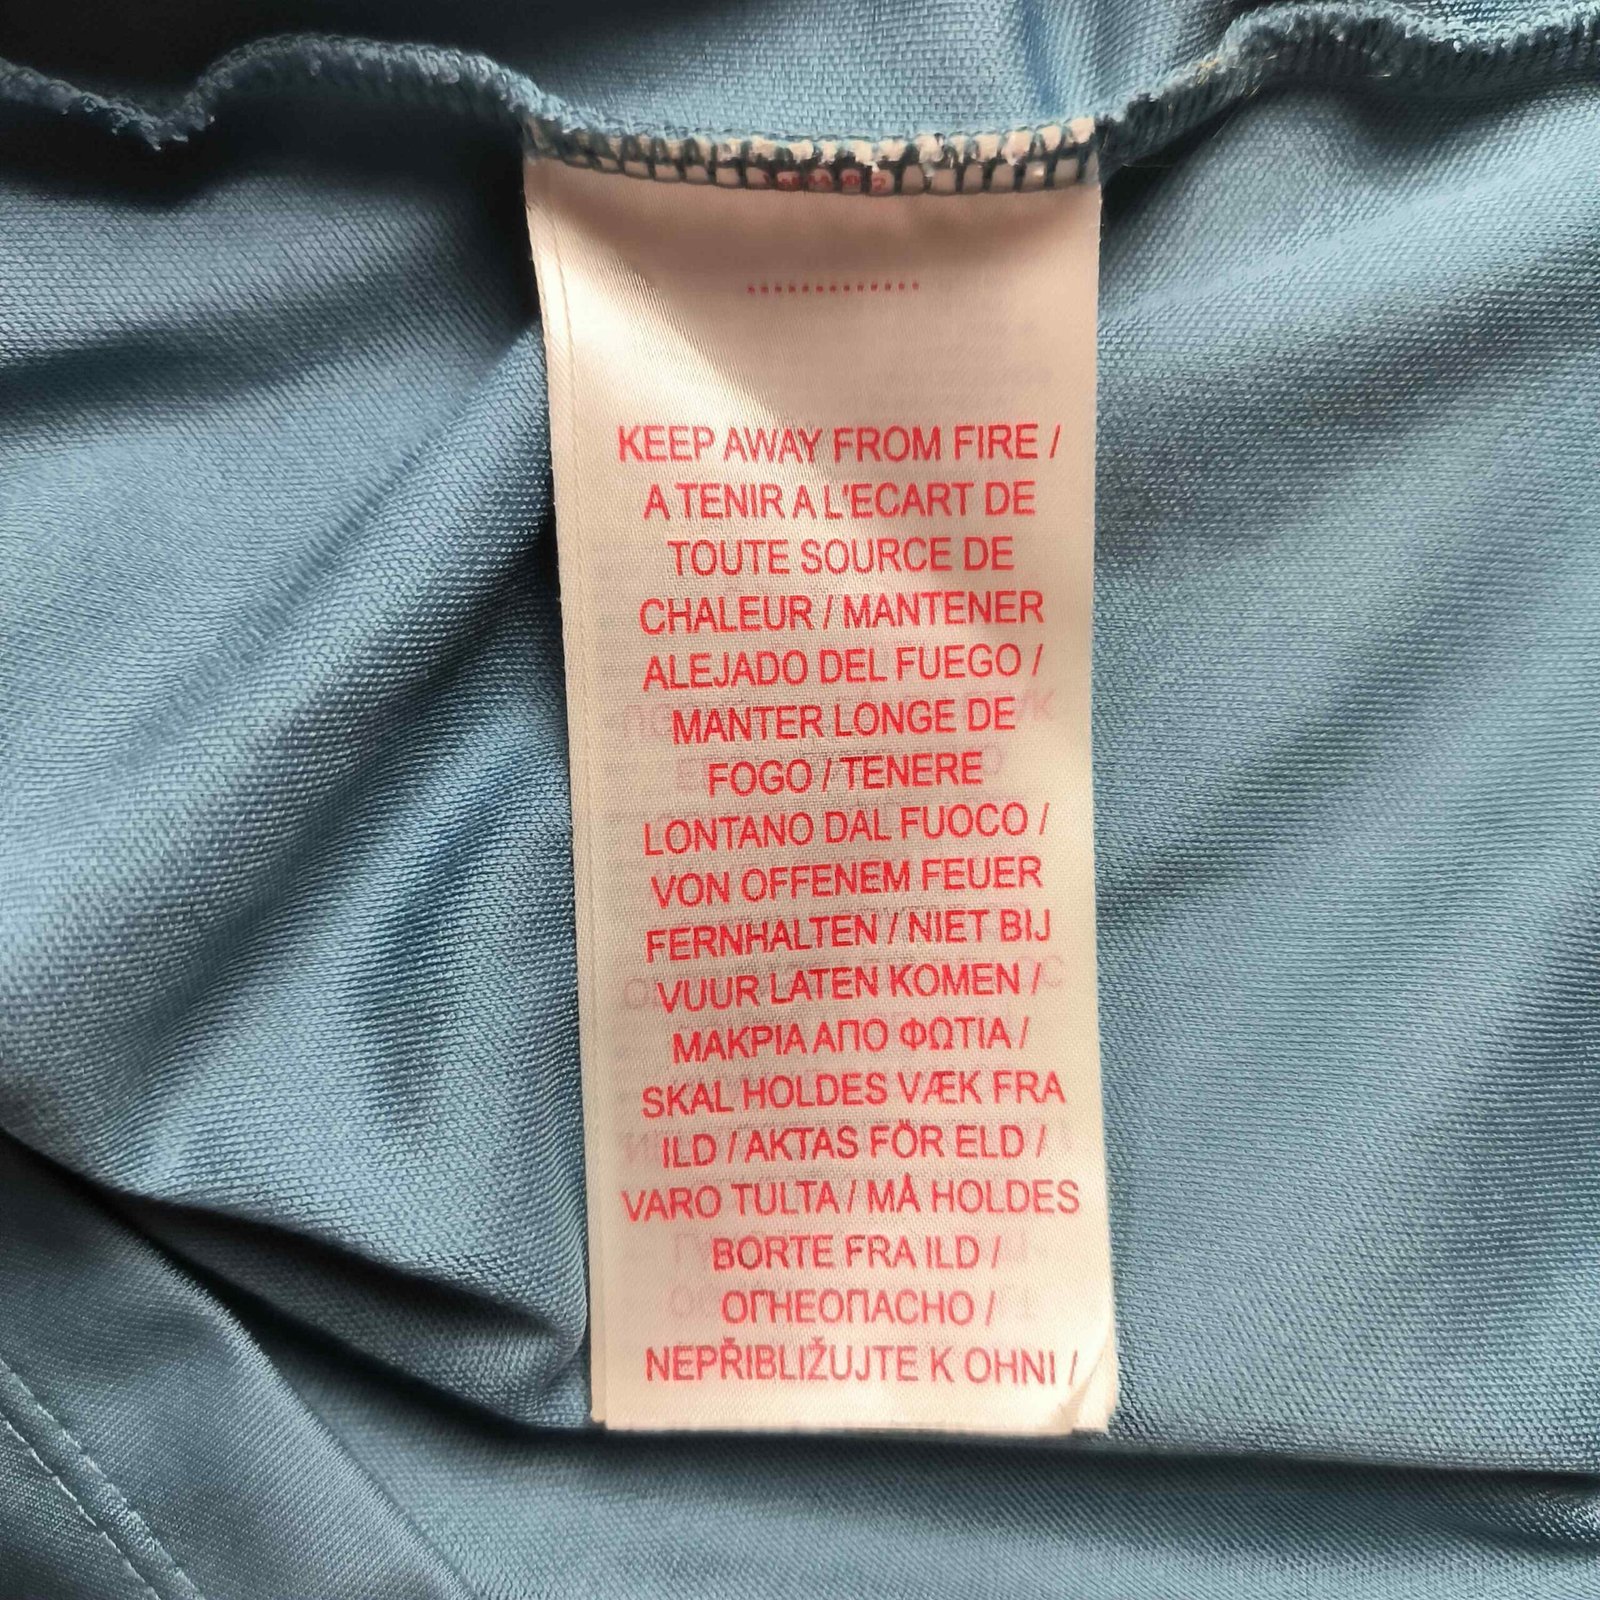 KEEP AWAY FROM FIRE /
A TENIR A L'ECART DE
TOUTE SOURCE DE
CHALEUR / MANTENER
ALEJADO DEL FUEGO /
MANTER LONGE DE
FOGO / TENERE
LONTANO DAL FUOCO /
VON OFFENEM FEUER
FERNHALTEN / NIET BIJ
VUUR LATEN KOMEN /
ΜΑΚΡΙΑ ΑΠΟ ΦΩΤΙΑ /
SKAL HOLDES VÆK FRA
ILD / AKTAS FÖR ELD /
VARO TULTA / MÅ HOLDES
BORTE FRA ILD /
ОГНЕОПАСНО /
NEPŘIBLIŽUJTE K OHNI /